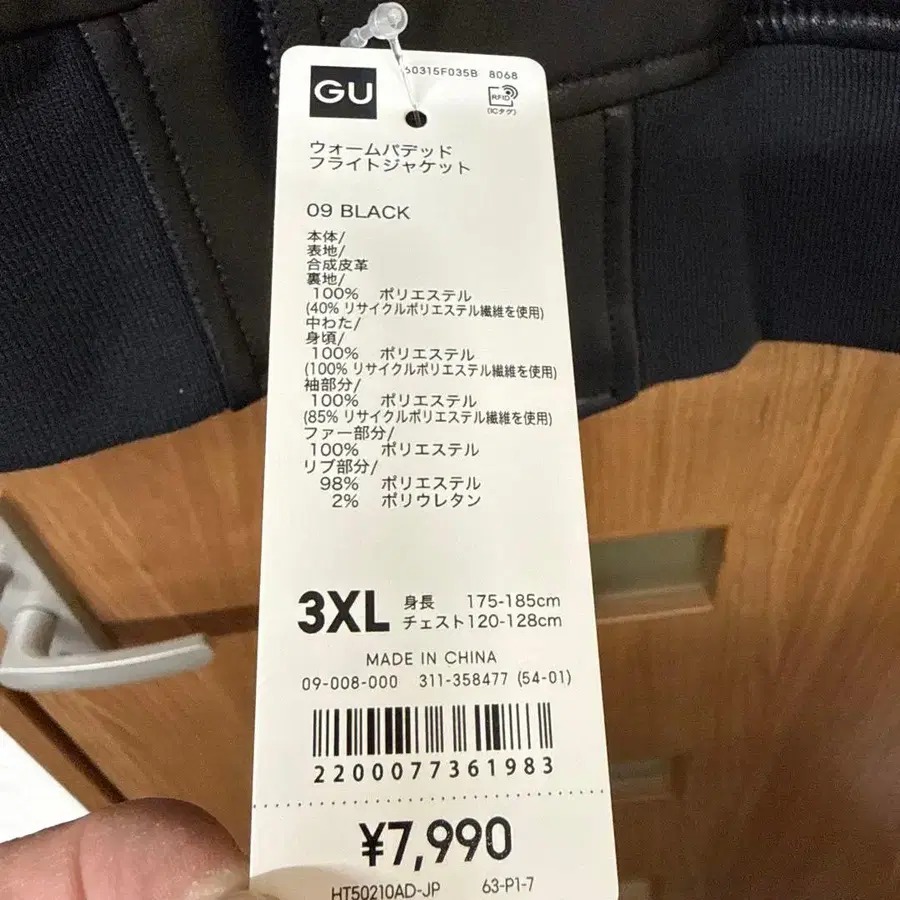 GU
60315F035B 8068
RFID
(ICタグ)
ウォームパデッド
フライトジャケット
09 BLACK
本体/
表地/
合成皮革
裏地/
100% ポリエステル
(40% リサイクルポリエステル繊維を使用)
中わた/
身頃/
100% ポリエステル
(100% リサイクルポリエステル繊維を使用)
袖部分/
100% ポリエステル
(85% リサイクルポリエステル繊維を使用)
ファー部分/
100% ポリエステル
リブ部分/
98% ポリエステル
2% ポリウレタン
3XL 身長 175-185cm
チェスト120-128cm
MADE IN CHINA
09-008-000 311-358477 (54-01)
2200077361983
¥7,990
HT50210AD-JP 63-P1-7